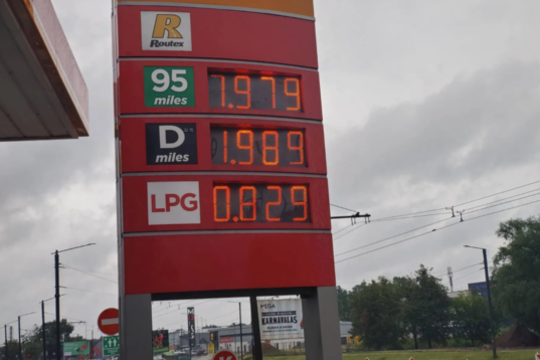 R
Routex
95
miles
1.979
D
miles
1.989
LPG
0.829
KARNAVALAS